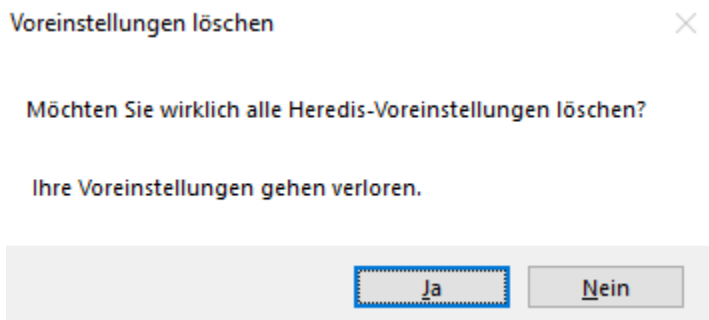 Voreinstellungen löschen
Möchten Sie wirklich alle Heredis-Voreinstellungen löschen?
Ihre Voreinstellungen gehen verloren.
Ja Nein